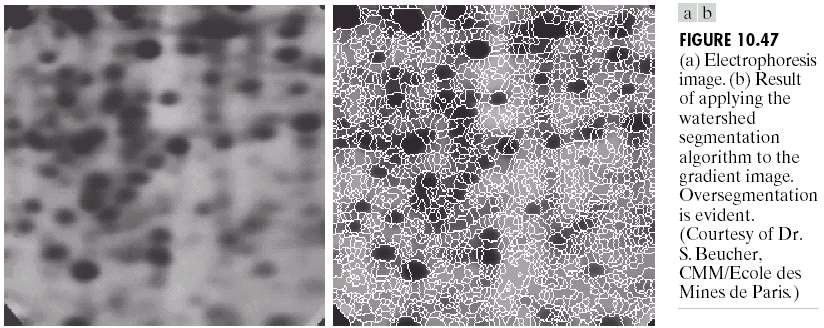 a b
FIGURE 10.47
(a) Electrophoresis
image. (b) Result
of applying the
watershed
segmentation
algorithm to the
gradient image.
Oversegmentation
is evident.
(Courtesy of Dr.
S. Beucher,
CMM/Ecole des
Mines de Paris.)